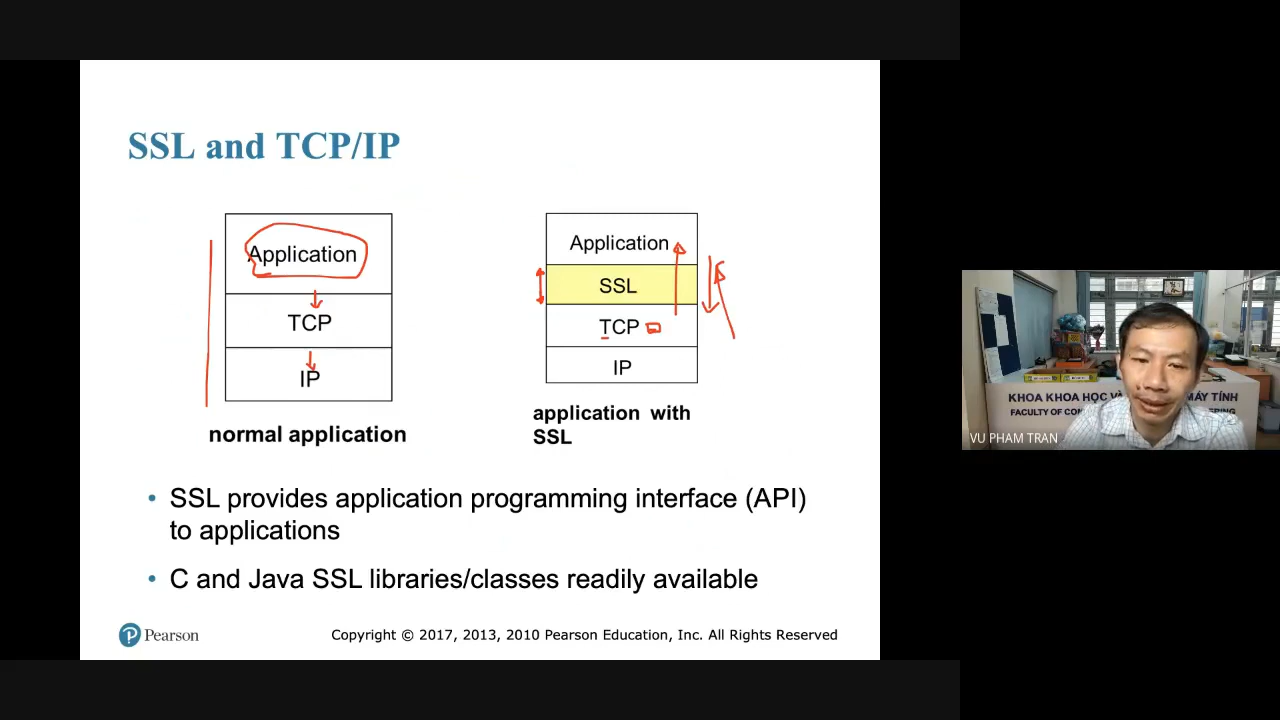 SSL and TCP/IP
Application
TCP
IP
normal application
Application
SSL
TCP
IP
application with
SSL
• SSL provides application programming interface (API)
to applications
• C and Java SSL libraries/classes readily available
Pearson
Copyright © 2017, 2013, 2010 Pearson Education, Inc. All Rights Reserved
KHOA KHOA HỌC VÀ MÁY TÍNH
FACULTY OF
VU PHAM TRAN